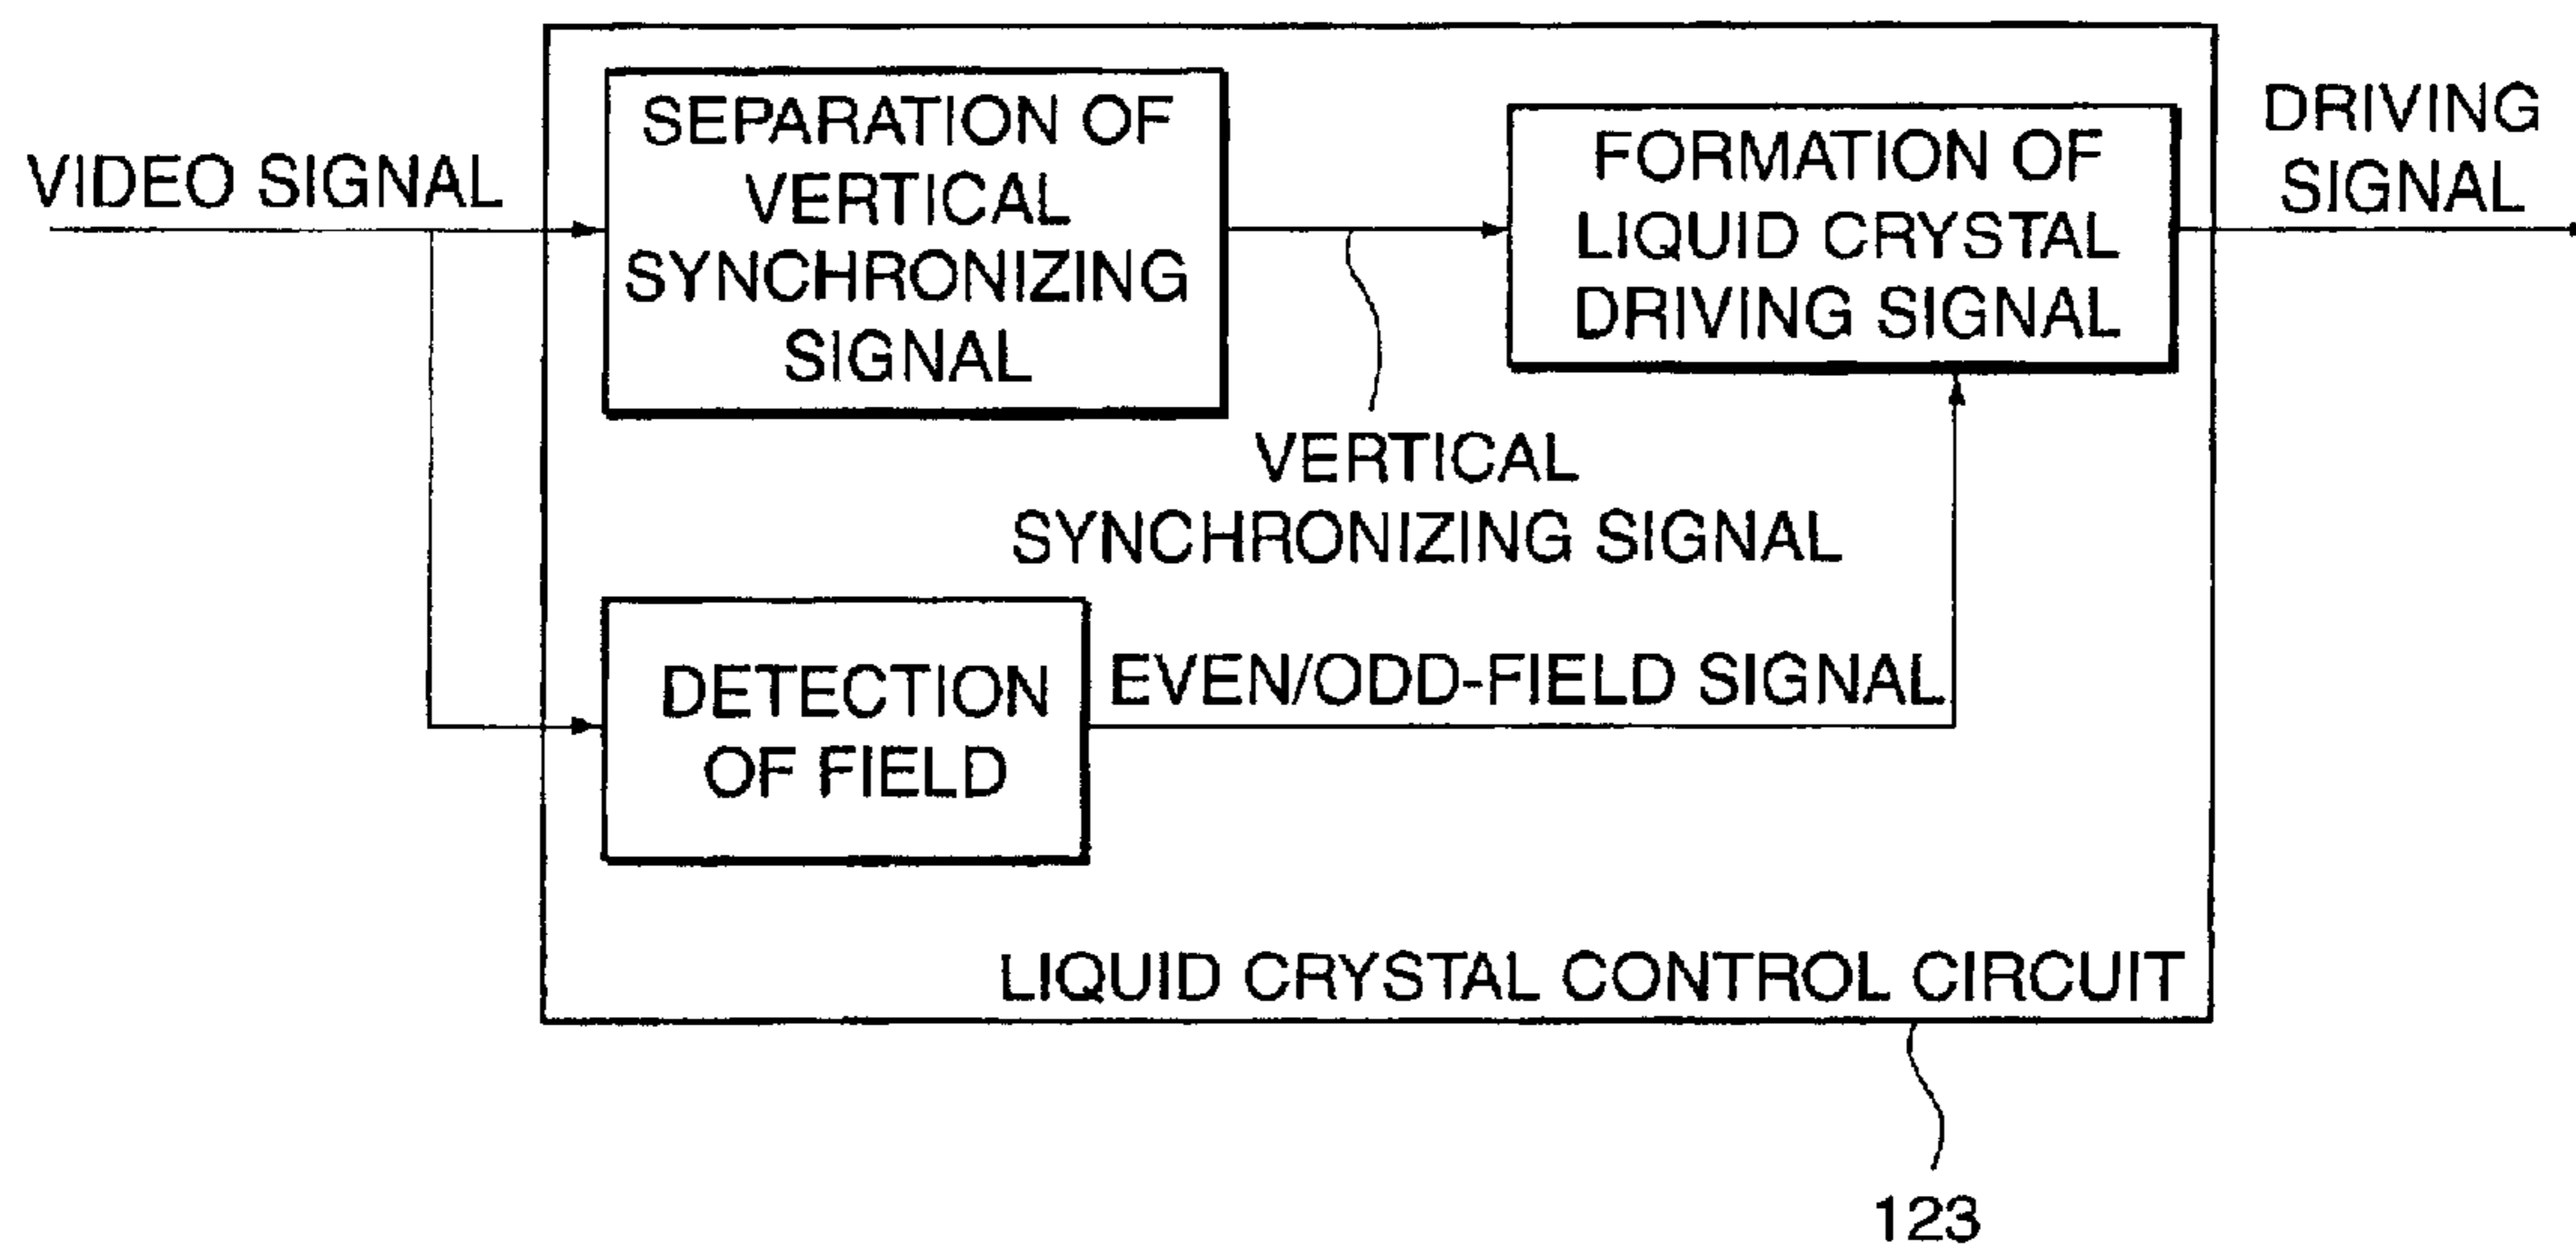 VIDEO SIGNAL
SEPARATION OF
VERTICAL
SYNCHRONIZING
SIGNAL
FORMATION OF
LIQUID CRYSTAL
DRIVING SIGNAL
DRIVING
SIGNAL
VERTICAL
SYNCHRONIZING SIGNAL
DETECTION
OF FIELD
EVEN/ODD-FIELD SIGNAL
LIQUID CRYSTAL CONTROL CIRCUIT
123